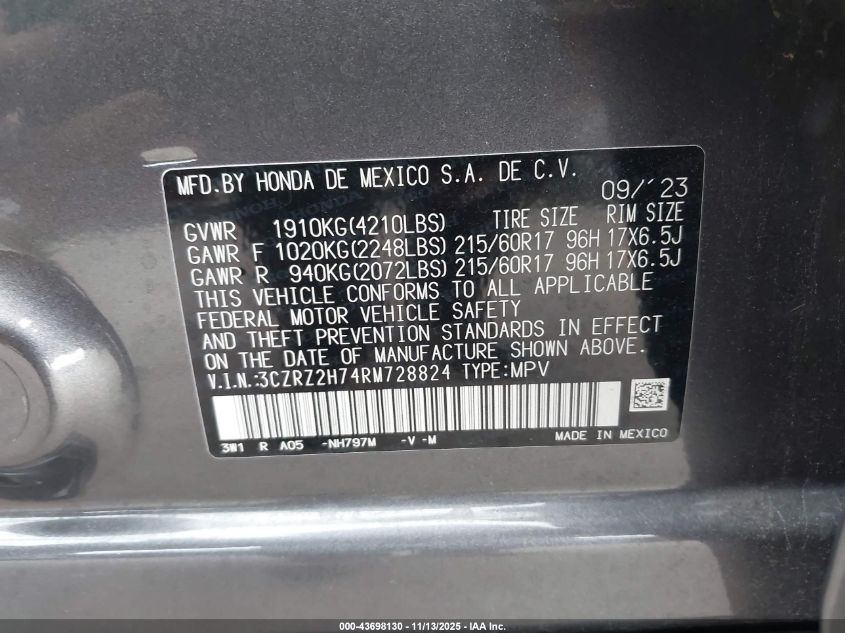 MFD.BY HONDA DE MEXICO S.A. DE C.V.
09/´23
GVWR 1910KG(4210LBS) TIRE SIZE RIM SIZE
GAWR F 1020KG(2248LBS) 215/60R17 96H 17X6.5J
GAWR R 940KG(2072LBS) 215/60R17 96H 17X6.5J
THIS VEHICLE CONFORMS TO ALL APPLICABLE
FEDERAL MOTOR VEHICLE SAFETY
AND THEFT PREVENTION STANDARDS IN EFFECT
ON THE DATE OF MANUFACTURE SHOWN ABOVE.
V.I.N.:3CZRZ2H74RM728824 TYPE:MPV
3W1 R A05 -NH797M -V -M MADE IN MEXICO
000-43698130 - 11/13/2025 - IAA Inc.